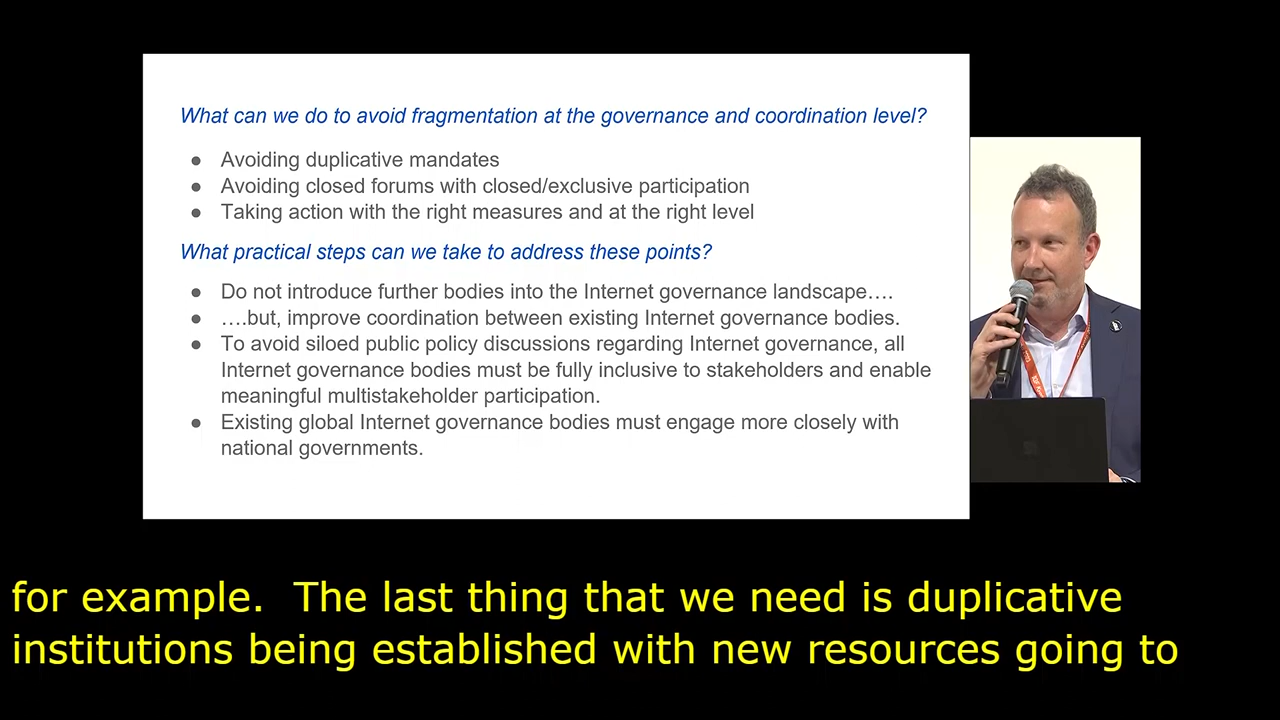 What can we do to avoid fragmentation at the governance and coordination level?
● Avoiding duplicative mandates
● Avoiding closed forums with closed/exclusive participation
● Taking action with the right measures and at the right level
What practical steps can we take to address these points?
● Do not introduce further bodies into the Internet governance landscape….
● ….but, improve coordination between existing Internet governance bodies.
● To avoid siloed public policy discussions regarding Internet governance, all
Internet governance bodies must be fully inclusive to stakeholders and enable
meaningful multistakeholder participation.
● Existing global Internet governance bodies must engage more closely with
national governments.
for example.  The last thing that we need is duplicative
institutions being established with new resources going to